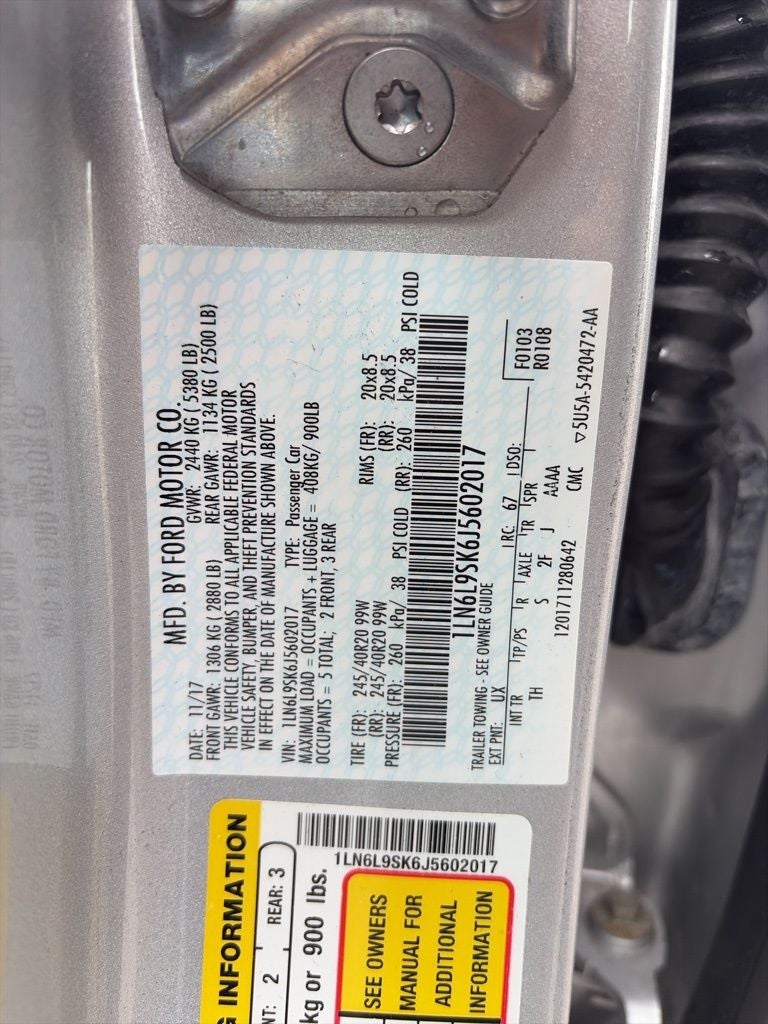 MFD. BY FORD MOTOR CO.
DATE: 11/17 GVWR: 2440 KG ( 5380 LB)
FRONT GAWR: 1306 KG ( 2880 LB) REAR GAWR: 1134 KG ( 2500 LB)
THIS VEHICLE CONFORMS TO ALL APPLICABLE FEDERAL MOTOR
VEHICLE SAFETY, BUMPER, AND THEFT PREVENTION STANDARDS
IN EFFECT ON THE DATE OF MANUFACTURE SHOWN ABOVE.
VIN: 1LN6L9SK6J5602017 TYPE: Passenger Car
MAXIMUM LOAD = OCCUPANTS + LUGGAGE = 408KG/ 900LB
OCCUPANTS = 5 TOTAL; 2 FRONT, 3 REAR
TIRE (FR): 245/40R20 99W RIMS (FR): 20x8.5
(RR): 245/40R20 99W (RR): 20x8.5
PRESSURE (FR): 260 kPa/ 38 PSI COLD (RR): 260 kPa/ 38 PSI COLD
1LN6L9SK6J5602017
TRAILER TOWING - SEE OWNER GUIDE
EXT PNT: UX RC: 67 DSO: F0103
INT TR TP/PS R AXLE TR SPR R0108
TH S 2F J AAAA
1201711280642 CMC ▽5U5A-5420472-AA
G INFORMATION
NT: 2 REAR: 3
kg or 900 lbs.
1LN6L9SK6J5602017
SEE OWNERS
MANUAL FOR
ADDITIONAL
INFORMATION